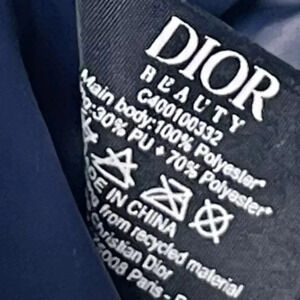 DIOR
BEAUTY
C400100332
Main body:100% Polyester*
:30% PU + 70% Polyester*
DE IN CHINA
from recycled material
Christian Dior
Paris